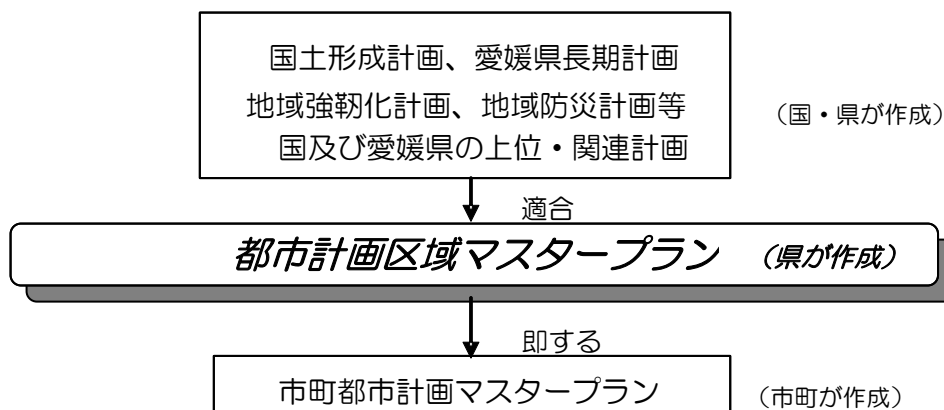 国土形成計画、愛媛県長期計画
地域強靭化計画、地域防災計画等
国及び愛媛県の上位・関連計画
（国・県が作成）
適合
都市計画区域マスタープラン （県が作成）
即する
市町都市計画マスタープラン
（市町が作成）